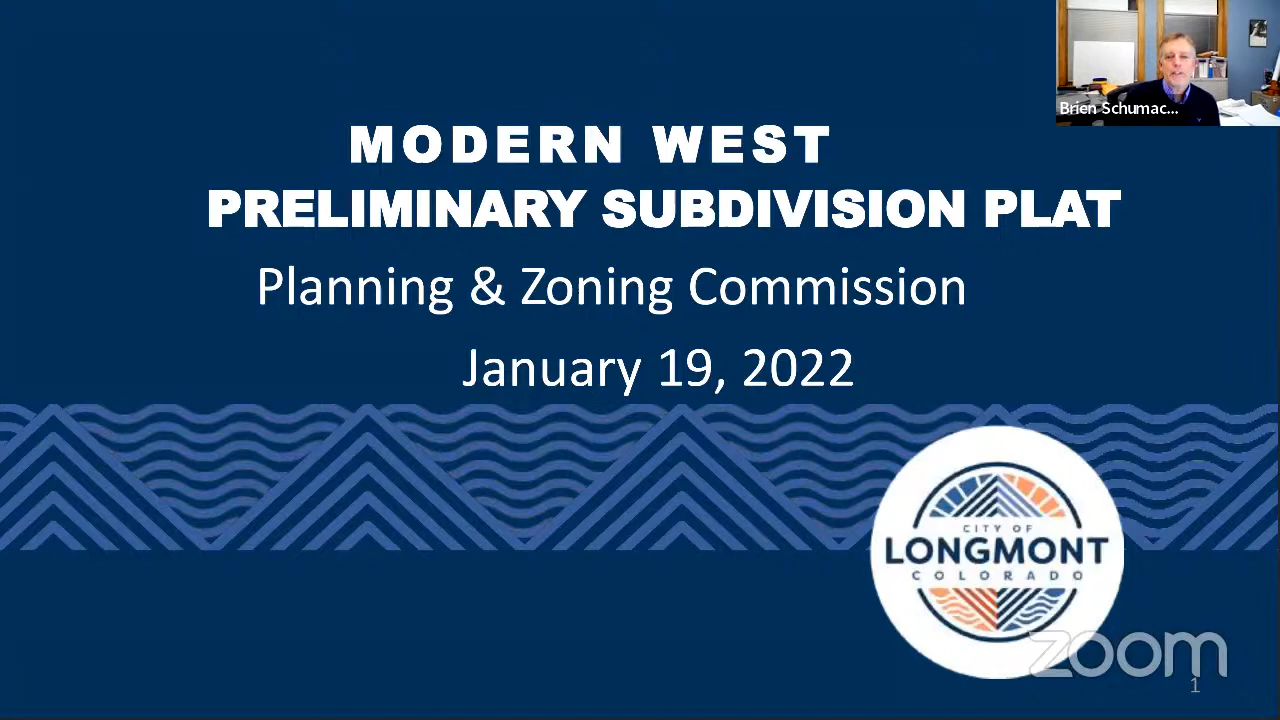 Brien Schumac...
MODERN WEST
PRELIMINARY SUBDIVISION PLAT
Planning & Zoning Commission
January 19, 2022
CITY OF
LONGMONT
COLORADO
zoom
1